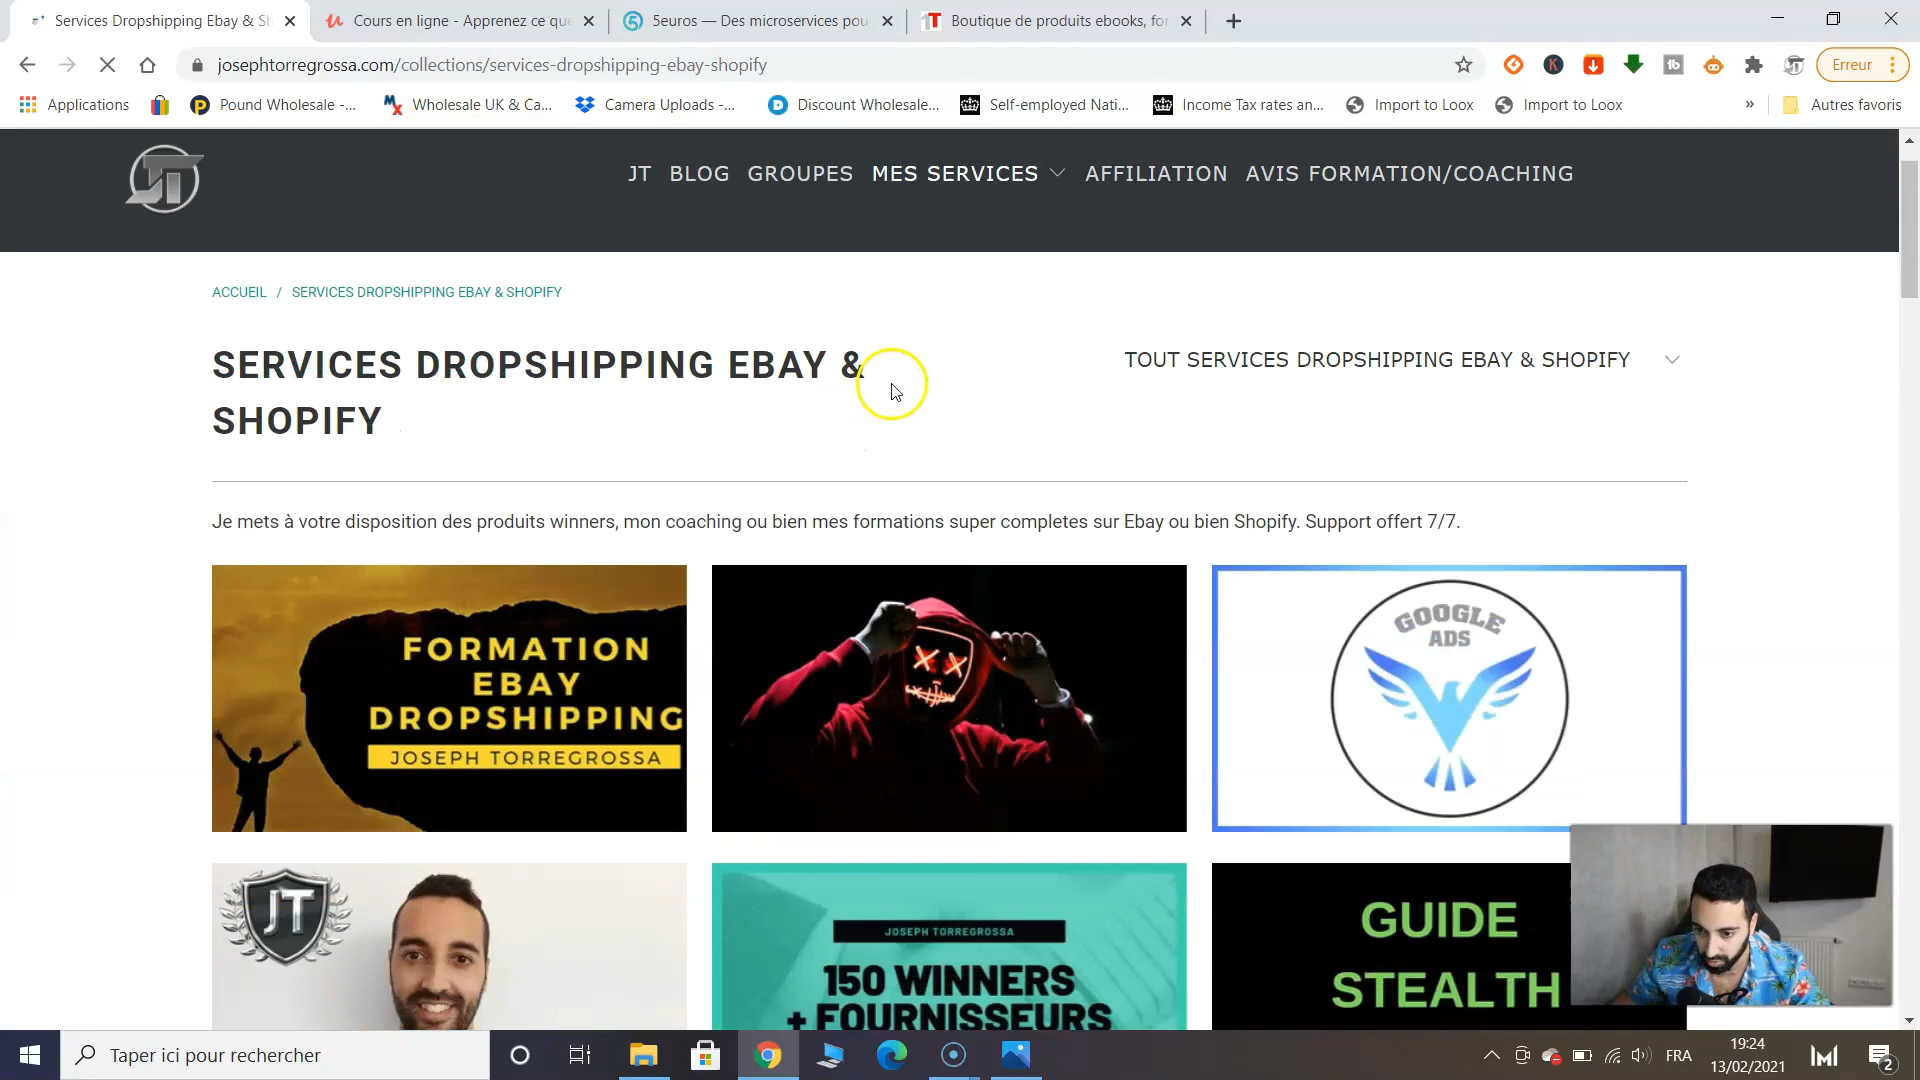 Services Dropshipping Ebay & Sh
Cours en ligne - Apprenez ce que
5euros — Des microservices pou
Boutique de produits ebooks, for
josephtorregrossa.com/collections/services-dropshipping-ebay-shopify
Erreur
Applications
Pound Wholesale -...
Wholesale UK & Ca...
Camera Uploads -...
Discount Wholesale...
Self-employed Nati...
Income Tax rates an...
Import to Loox
Import to Loox
»
Autres favoris
JT
JT BLOG GROUPES MES SERVICES AFFILIATION AVIS FORMATION/COACHING
ACCUEIL / SERVICES DROPSHIPPING EBAY & SHOPIFY
SERVICES DROPSHIPPING EBAY &
SHOPIFY
TOUT SERVICES DROPSHIPPING EBAY & SHOPIFY
Je mets à votre disposition des produits winners, mon coaching ou bien mes formations super completes sur Ebay ou bien Shopify. Support offert 7/7.
FORMATION
EBAY
DROPSHIPPING
JOSEPH TORREGROSSA
GOOGLE
ADS
JT
JOSEPH TORREGROSSA
150 WINNERS
+ FOURNISSEURS
GUIDE
STEALTH
Taper ici pour rechercher
FRA
19:24
13/02/2021
2